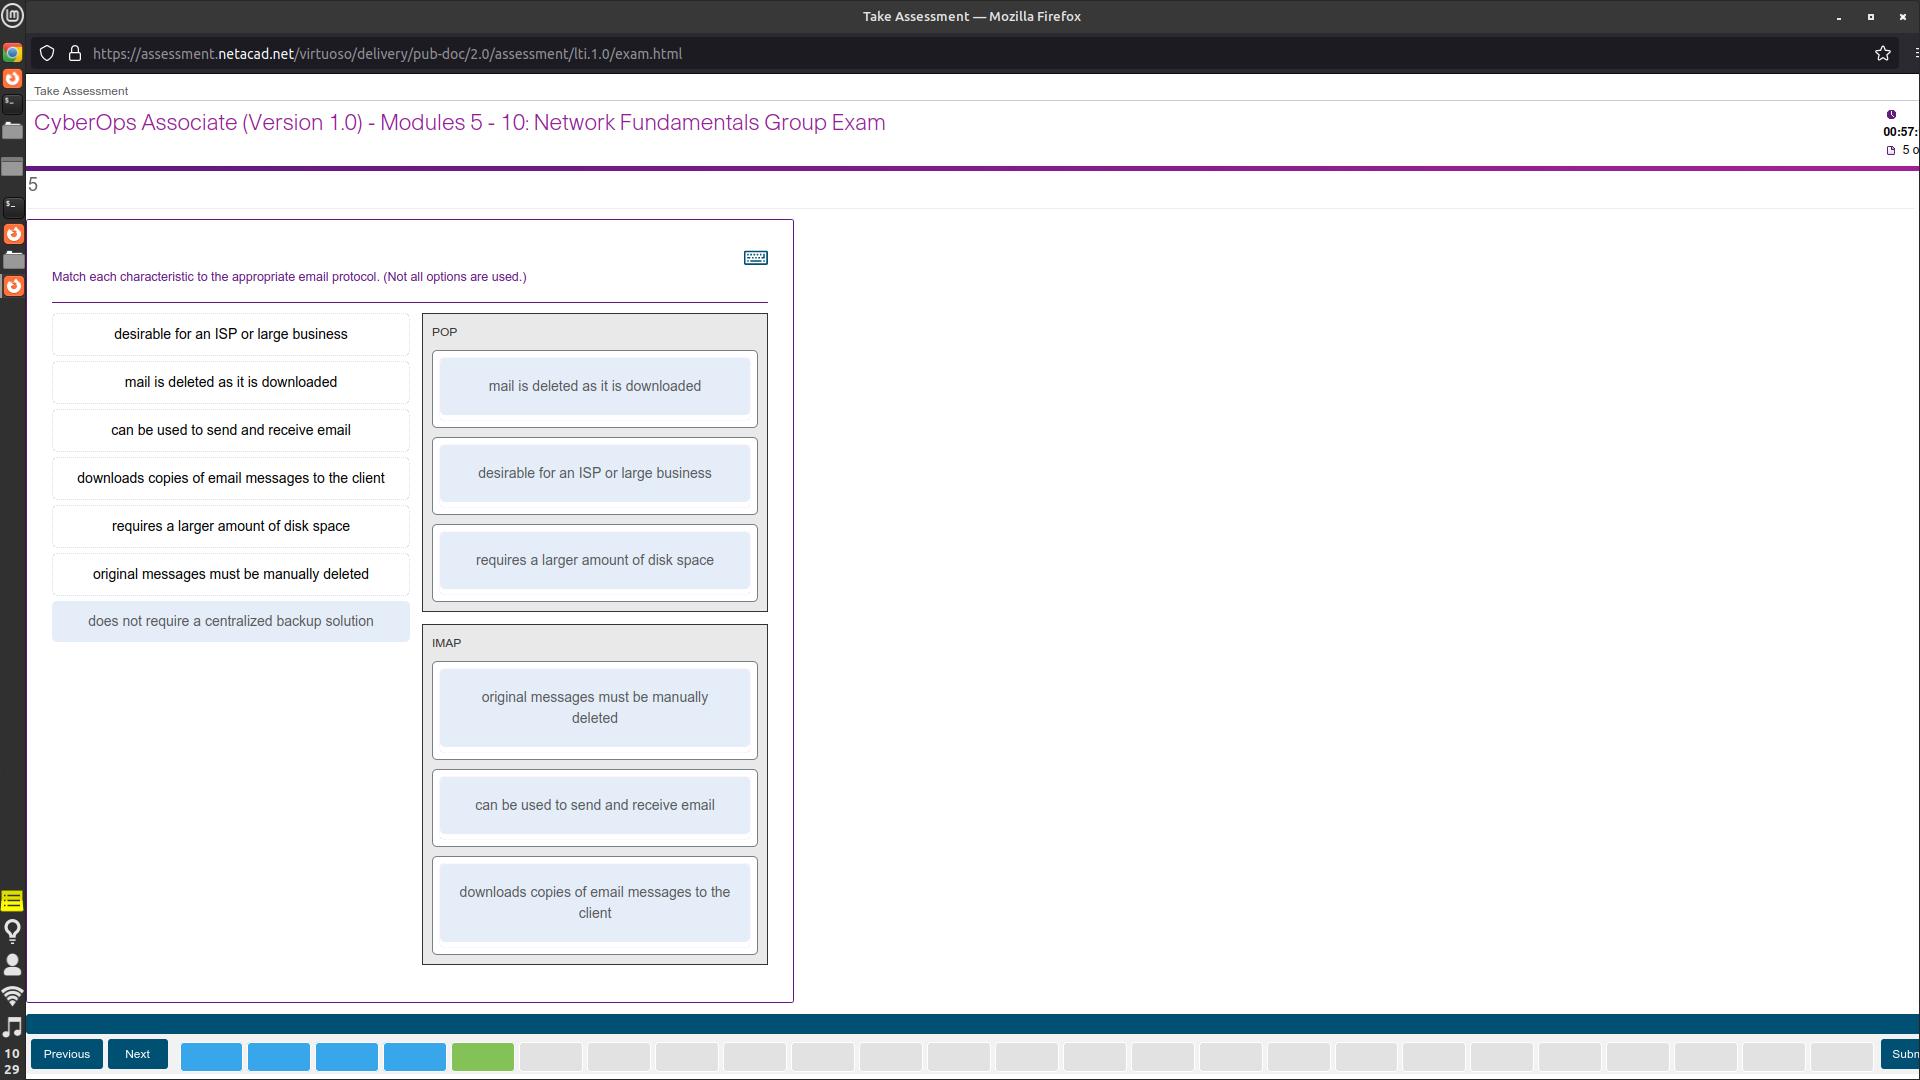 Take Assessment — Mozilla Firefox
https://assessment.netacad.net/virtuoso/delivery/pub-doc/2.0/assessment/lti.1.0/exam.html
Take Assessment
CyberOps Associate (Version 1.0) - Modules 5 - 10: Network Fundamentals Group Exam
00:57:
5 o
5
Match each characteristic to the appropriate email protocol. (Not all options are used.)
desirable for an ISP or large business
mail is deleted as it is downloaded
can be used to send and receive email
downloads copies of email messages to the client
requires a larger amount of disk space
original messages must be manually deleted
does not require a centralized backup solution
POP
mail is deleted as it is downloaded
desirable for an ISP or large business
requires a larger amount of disk space
IMAP
original messages must be manually
deleted
can be used to send and receive email
downloads copies of email messages to the
client
Previous
Next
Subm
10
29